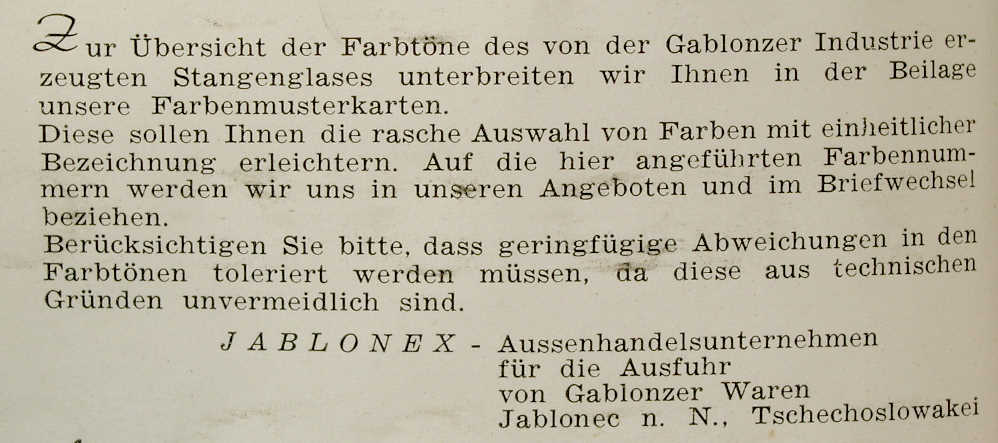 Zur Übersicht der Farbtöne des von der Gablonzer Industrie er-
zeugten Stangenglases unterbreiten wir Ihnen in der Beilage
unsere Farbenmusterkarten.
Diese sollen Ihnen die rasche Auswahl von Farben mit einheitlicher
Bezeichnung erleichtern. Auf die hier angeführten Farbennum-
mern werden wir uns in unseren Angeboten und im Briefwechsel
beziehen.
Berücksichtigen Sie bitte, dass geringfügige Abweichungen in den
Farbtönen toleriert werden müssen, da diese aus technischen
Gründen unvermeidlich sind.
JABLONEX - Aussenhandelsunternehmen
für die Ausfuhr
von Gablonzer Waren
Jablonec n. N., Tschechoslowakei